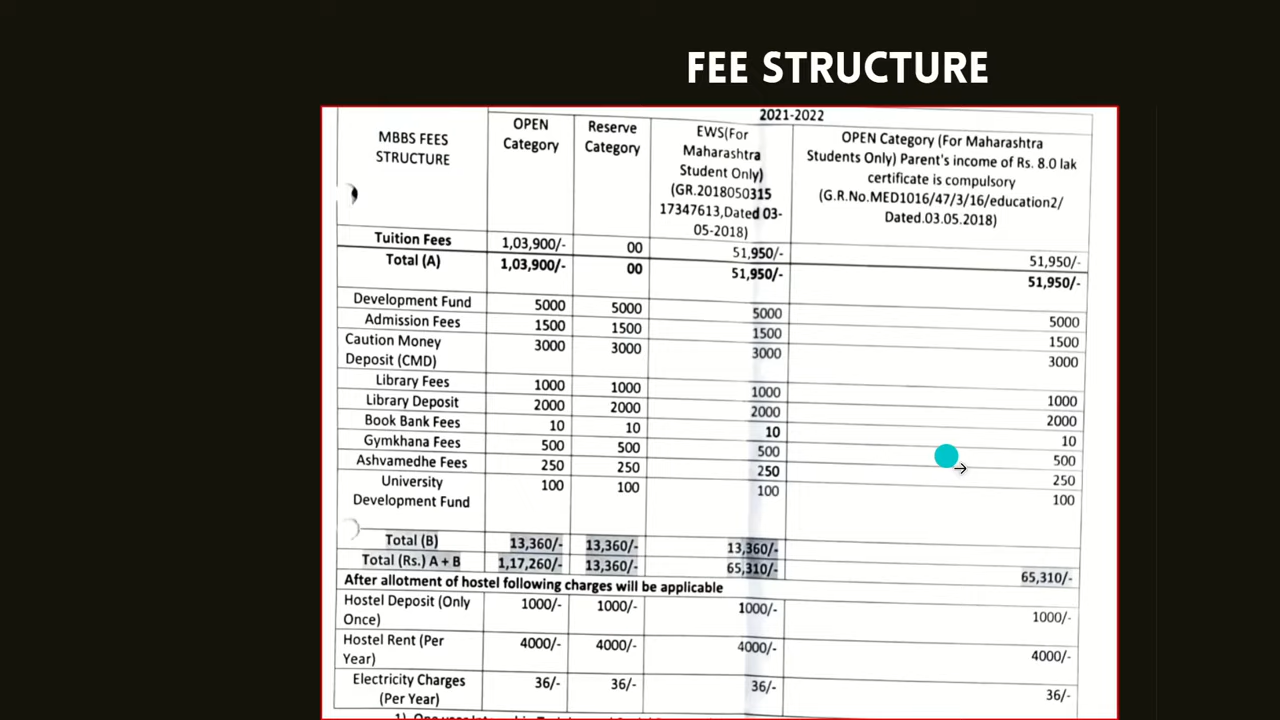 FEE STRUCTURE
2021-2022
MBBS FEES STRUCTURE | OPEN Category | Reserve Category | EWS(For Maharashtra Student Only) (GR.2018050315 17347613,Dated 03-05-2018) | OPEN Category (For Maharashtra Students Only) Parent's income of Rs. 8.0 lak certificate is compulsory (G.R.No.MED1016/47/3/16/education2/ Dated.03.05.2018)
Tuition Fees | 1,03,900/- | 00 | 51,950/- | 51,950/-
Total (A) | 1,03,900/- | 00 | 51,950/- | 51,950/-
Development Fund | 5000 | 5000 | 5000 | 5000
Admission Fees | 1500 | 1500 | 1500 | 1500
Caution Money Deposit (CMD) | 3000 | 3000 | 3000 | 3000
Library Fees | 1000 | 1000 | 1000 | 1000
Library Deposit | 2000 | 2000 | 2000 | 2000
Book Bank Fees | 10 | 10 | 10 | 10
Gymkhana Fees | 500 | 500 | 500 | 500
Ashvamedhe Fees | 250 | 250 | 250 | 250
University Development Fund | 100 | 100 | 100 | 100
Total (B) | 13,360/- | 13,360/- | 13,360/-
Total (Rs.) A + B | 1,17,260/- | 13,360/- | 65,310/- | 65,310/-
After allotment of hostel following charges will be applicable
Hostel Deposit (Only Once) | 1000/- | 1000/- | 1000/- | 1000/-
Hostel Rent (Per Year) | 4000/- | 4000/- | 4000/- | 4000/-
Electricity Charges (Per Year) | 36/- | 36/- | 36/- | 36/-